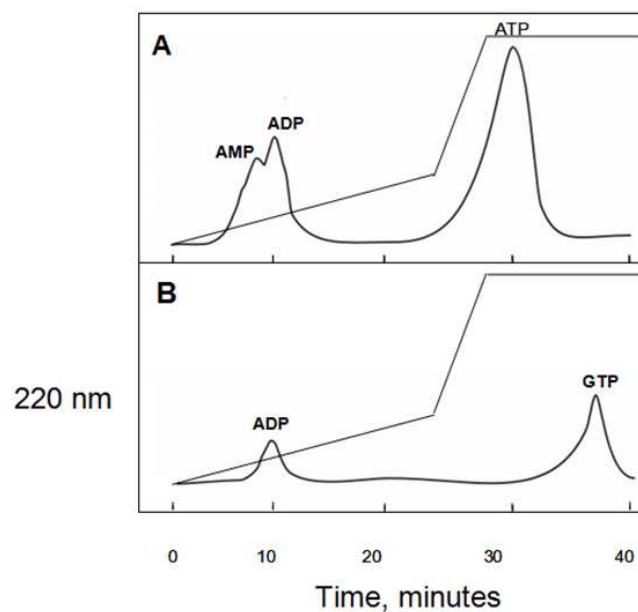 A
ATP
ADP
AMP
B
220 nm
GTP
ADP
0 10 20 30 40
Time, minutes